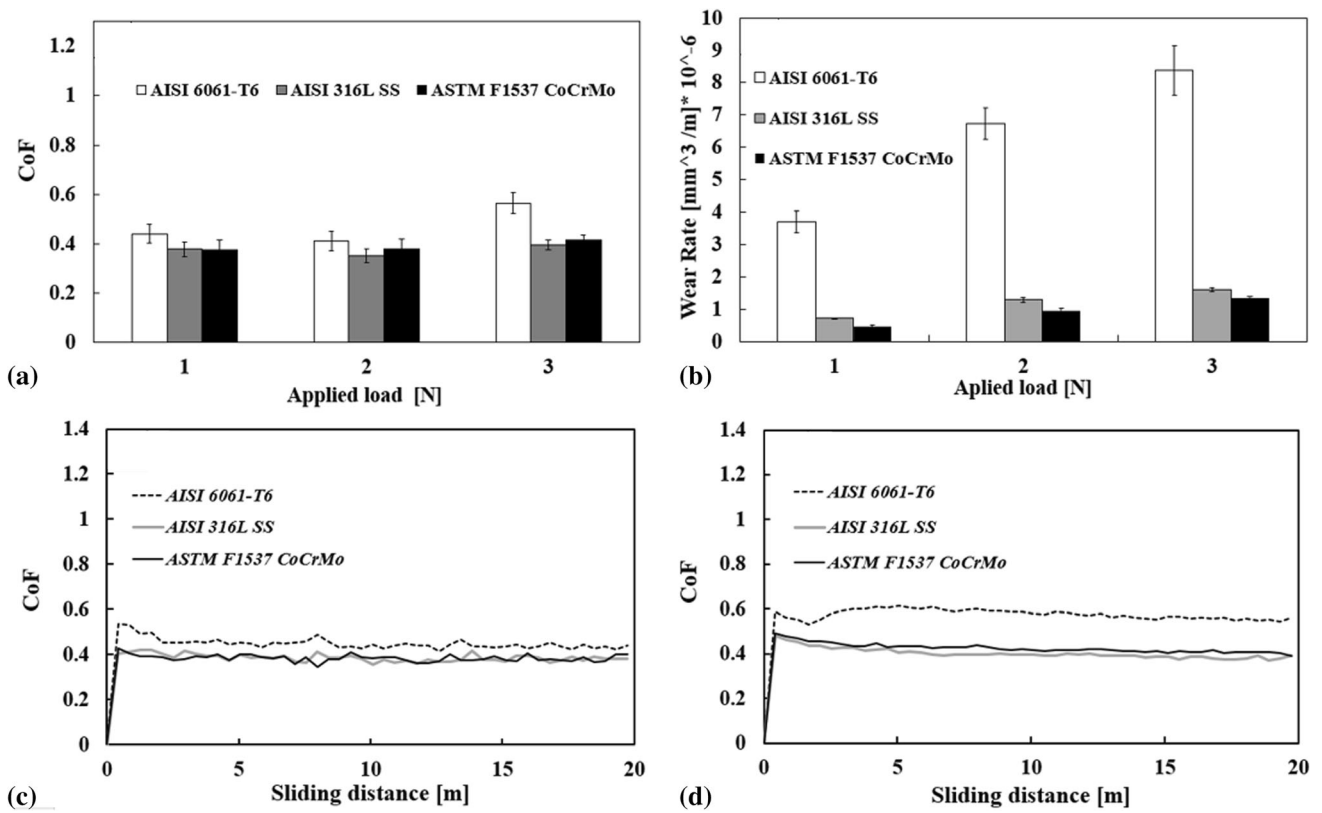 1.2
1
0.8
0.6
0.4
0.2
0
CoF
AISI 6061-T6 AISI 316L SS ASTM F1537 CoCrMo
1 2 3
Applied load [N]
(a)
10
9
8
7
6
5
4
3
2
1
0
Wear Rate [mm^3 /m]* 10^-6
AISI 6061-T6
AISI 316L SS
ASTM F1537 CoCrMo
1 2 3
Aplied load [N]
(b)
1.4
1.2
1
0.8
0.6
0.4
0.2
0
CoF
AISI 6061-T6
AISI 316L SS
ASTM F1537 CoCrMo
0 5 10 15 20
Sliding distance [m]
(c)
1.4
1.2
1
0.8
0.6
0.4
0.2
0
CoF
AISI 6061-T6
AISI 316L SS
ASTM F1537 CoCrMo
0 5 10 15 20
Sliding distance [m]
(d)